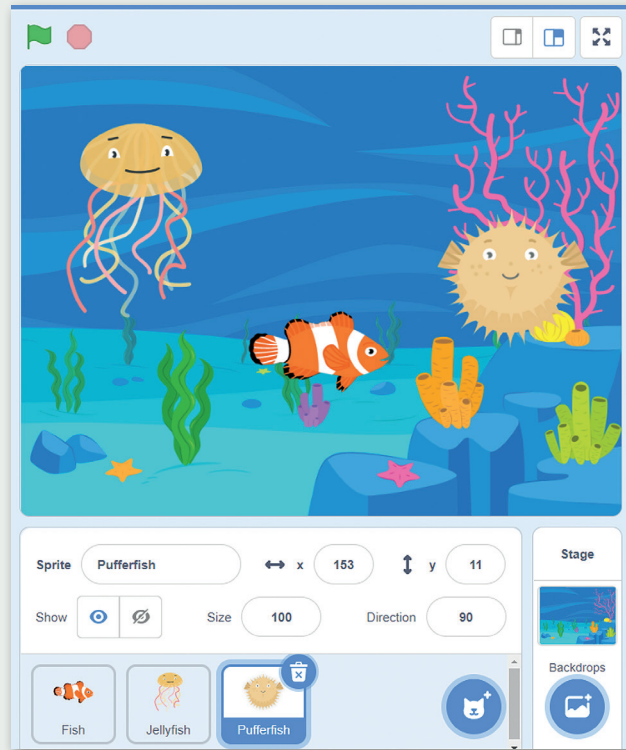 Sprite Pufferfish x 153 y 11
Show Size 100 Direction 90
Fish Jellyfish Pufferfish
Stage
Backdrops